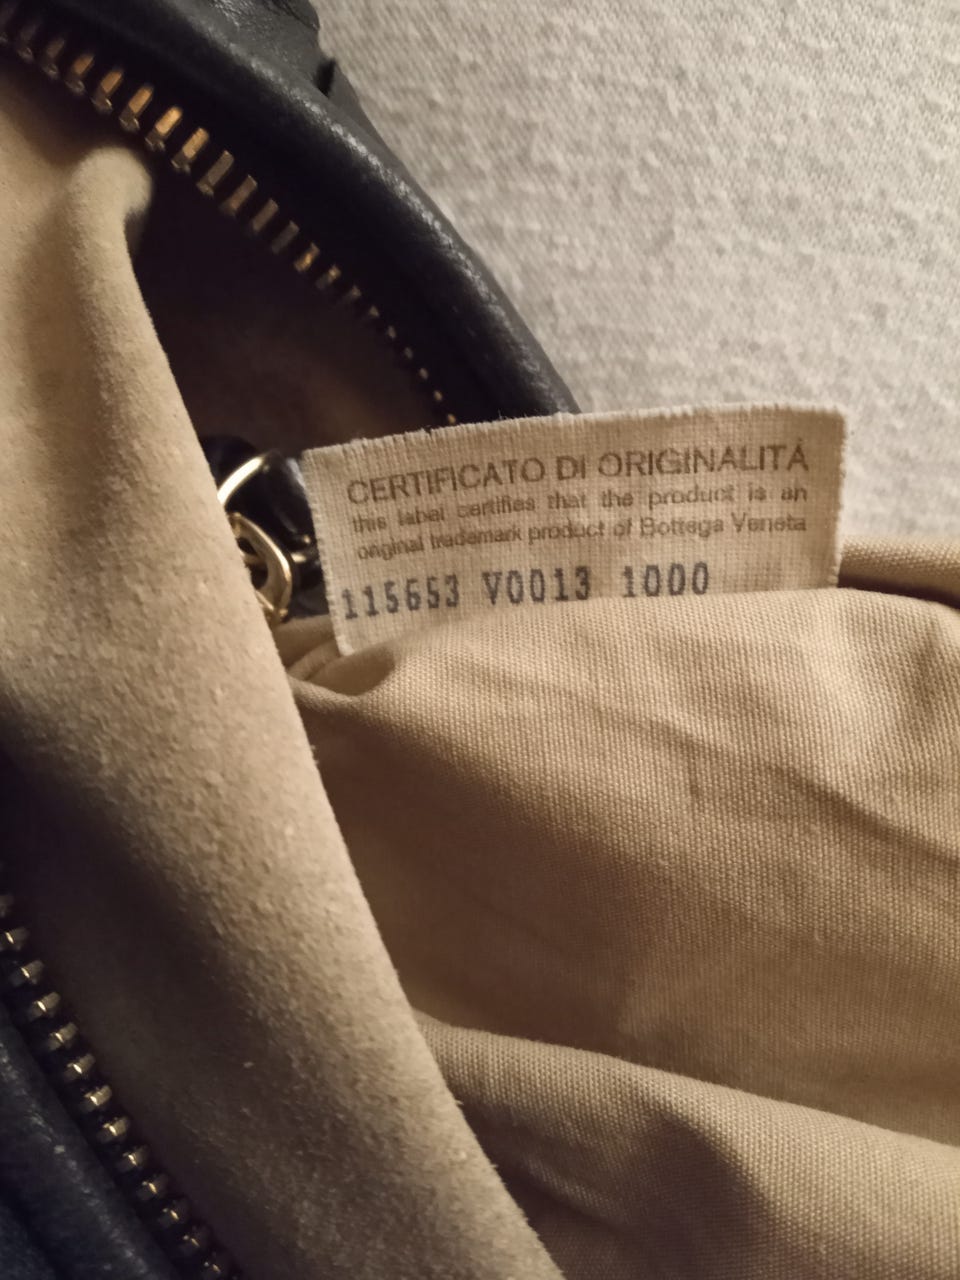 CERTIFICATO DI ORIGINALITÁ
this label certifies that the product is an
original trademark product of Bottega Veneta
115653 V0013 1000